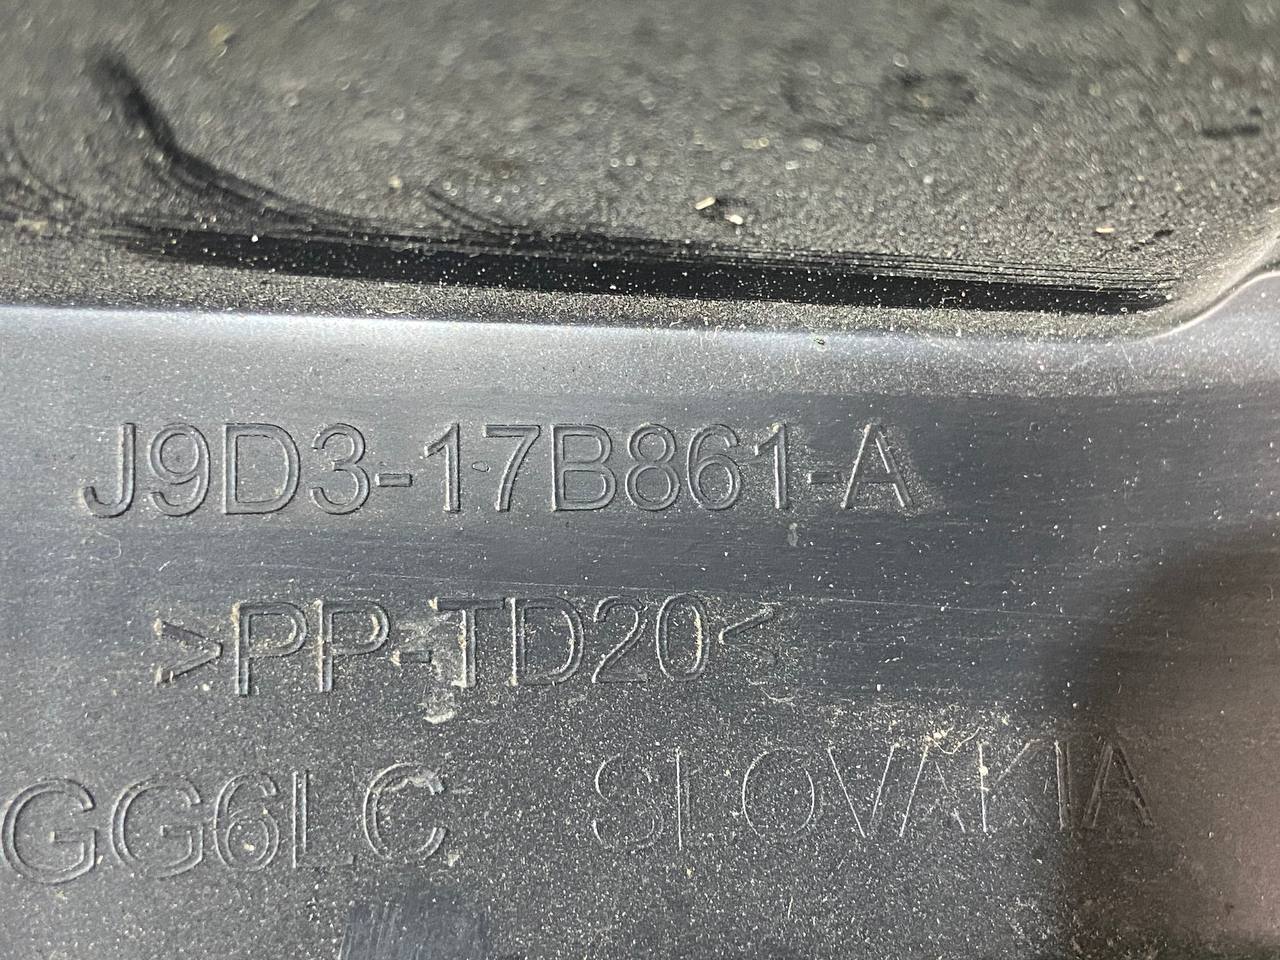 J9D3-17B861-A
>PP-TD20<
GG6LC SLOVAKIA